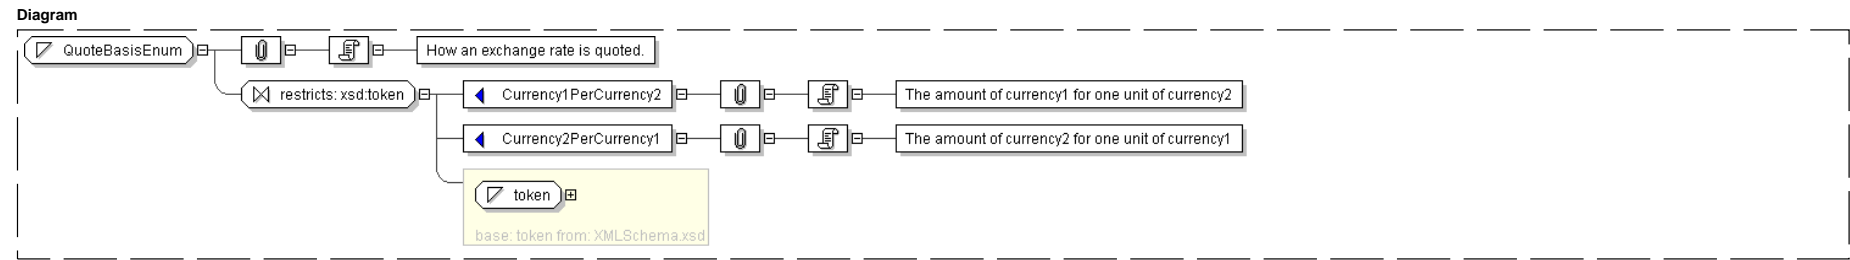 Diagram
QuoteBasisEnum How an exchange rate is quoted.
restricts: xsd:token Currency1PerCurrency2 The amount of currency1 for one unit of currency2
Currency2PerCurrency1 The amount of currency2 for one unit of currency1
token
base: token from: XMLSchema.xsd